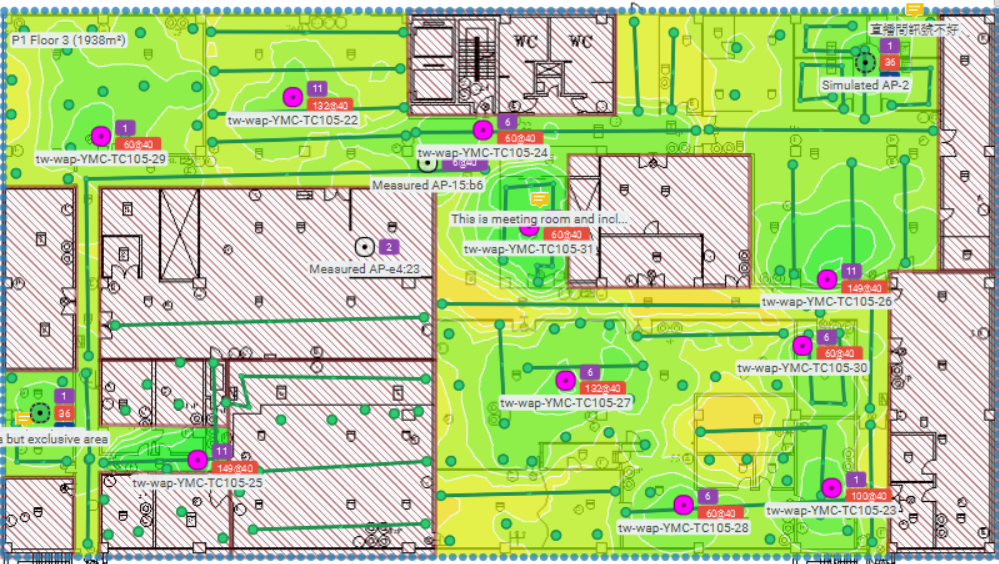 P1 Floor 3 (1938m²)
WC
WC
直播間訊號不好
1
36
Simulated AP-2
11
132@40
tw-wap-YMC-TC105-22
1
60@40
tw-wap-YMC-TC105-29
6
60@40
tw-wap-YMC-TC105-24
Measured AP-15:b6
This is meeting room and incl...
60@40
tw-wap-YMC-TC105-31
2
Measured AP-e4:23
11
149@40
tw-wap-YMC-TC105-26
6
60@40
tw-wap-YMC-TC105-30
6
132@40
tw-wap-YMC-TC105-27
1
36
but exclusive area
11
149@40
tw-wap-YMC-TC105-25
6
60@40
tw-wap-YMC-TC105-28
1
100@40
tw-wap-YMC-TC105-23